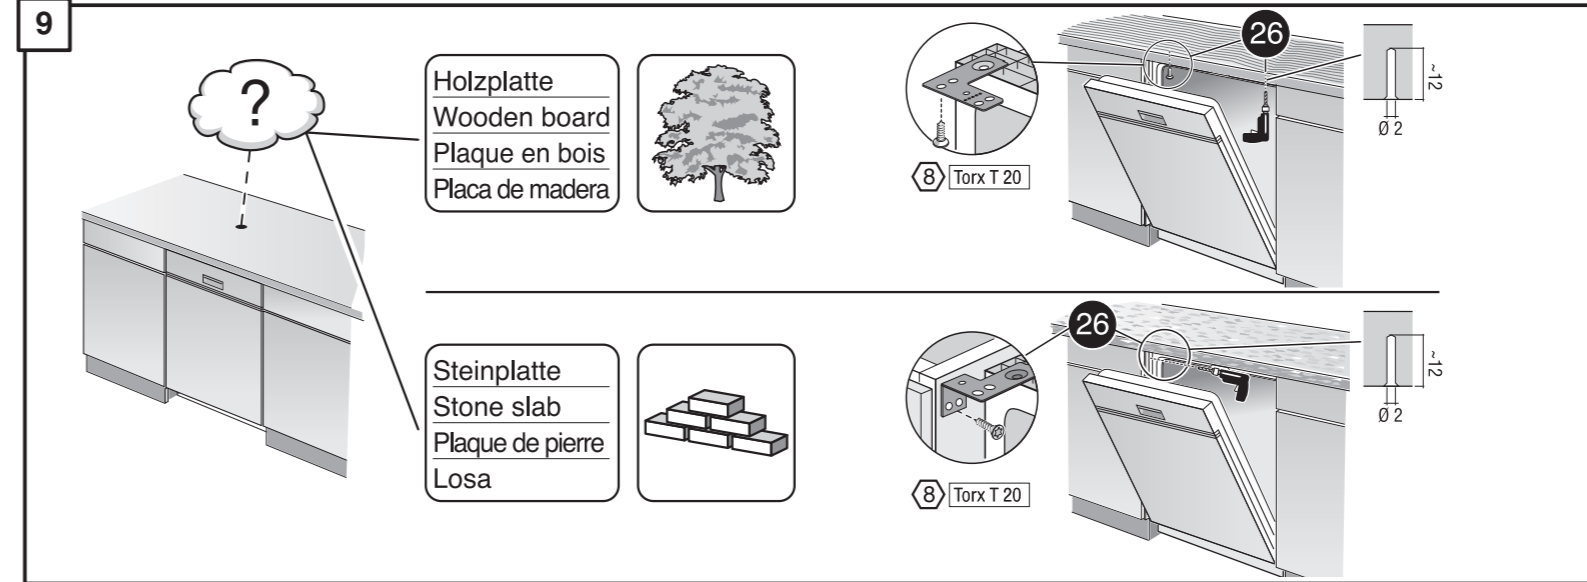 9
?
Holzplatte
Wooden board
Plaque en bois
Placa de madera
26
8 Torx T 20
~12
Ø 2
Steinplatte
Stone slab
Plaque de pierre
Losa
26
8 Torx T 20
~12
Ø 2